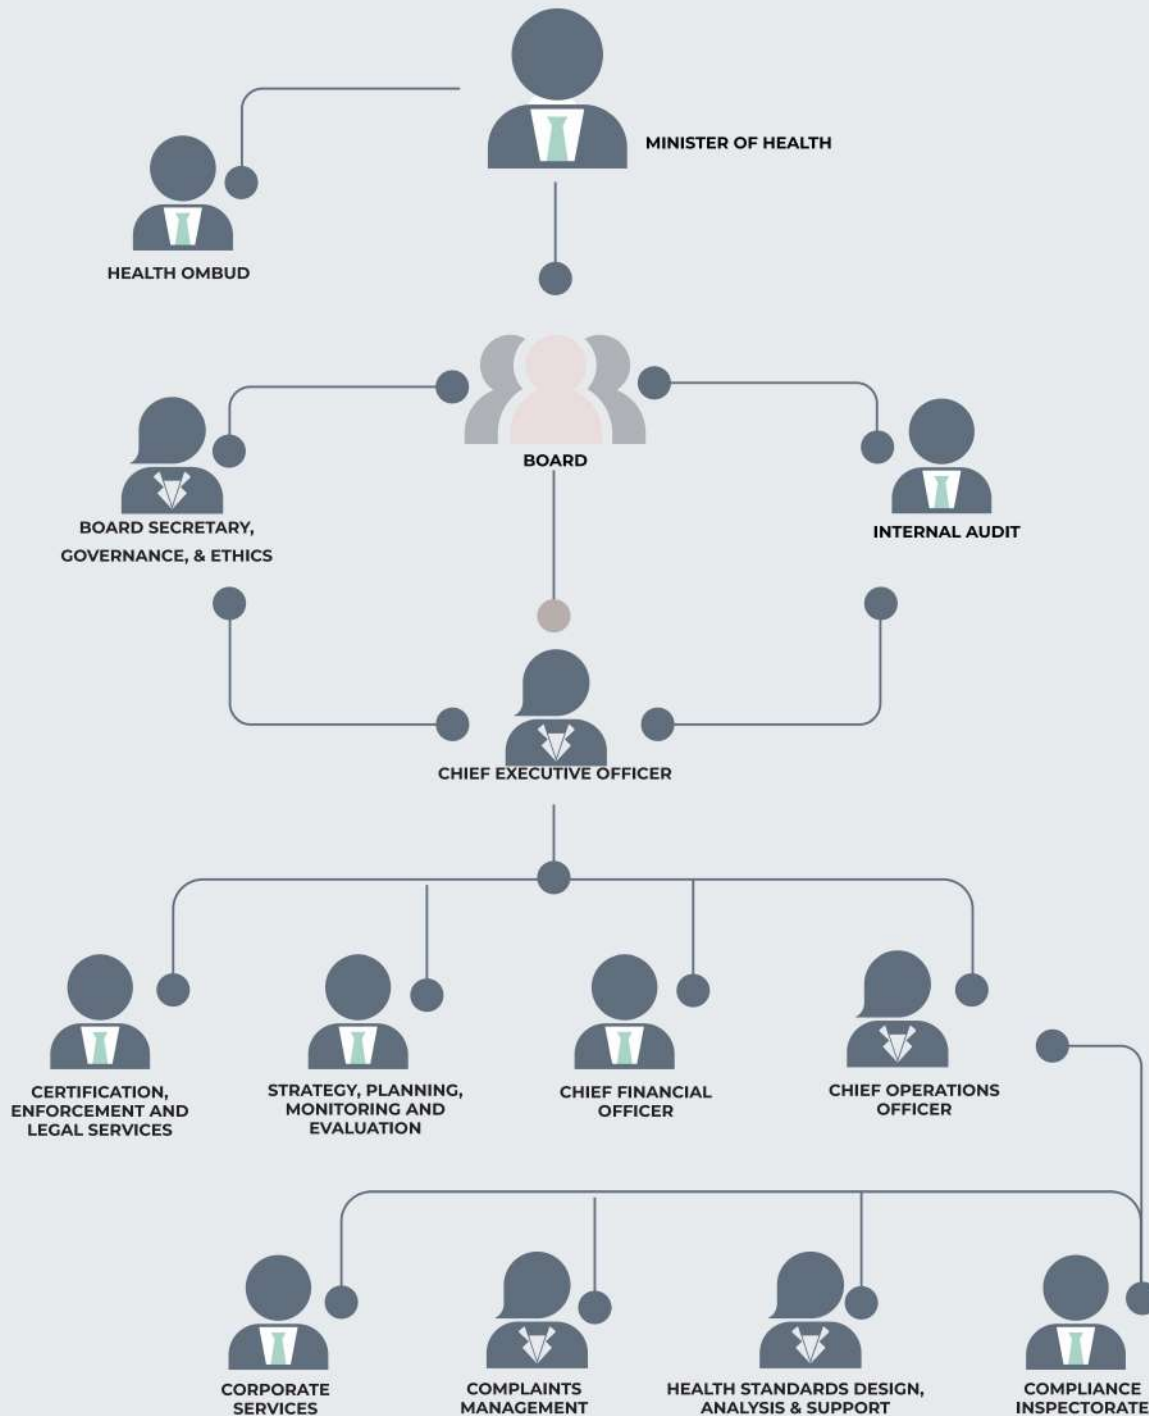 MINISTER OF HEALTH
HEALTH OMBUD
BOARD
BOARD SECRETARY,
GOVERNANCE, & ETHICS
INTERNAL AUDIT
CHIEF EXECUTIVE OFFICER
CERTIFICATION,
ENFORCEMENT AND
LEGAL SERVICES
STRATEGY, PLANNING,
MONITORING AND
EVALUATION
CHIEF FINANCIAL
OFFICER
CHIEF OPERATIONS
OFFICER
CORPORATE
SERVICES
COMPLAINTS
MANAGEMENT
HEALTH STANDARDS DESIGN,
ANALYSIS & SUPPORT
COMPLIANCE
INSPECTORATE